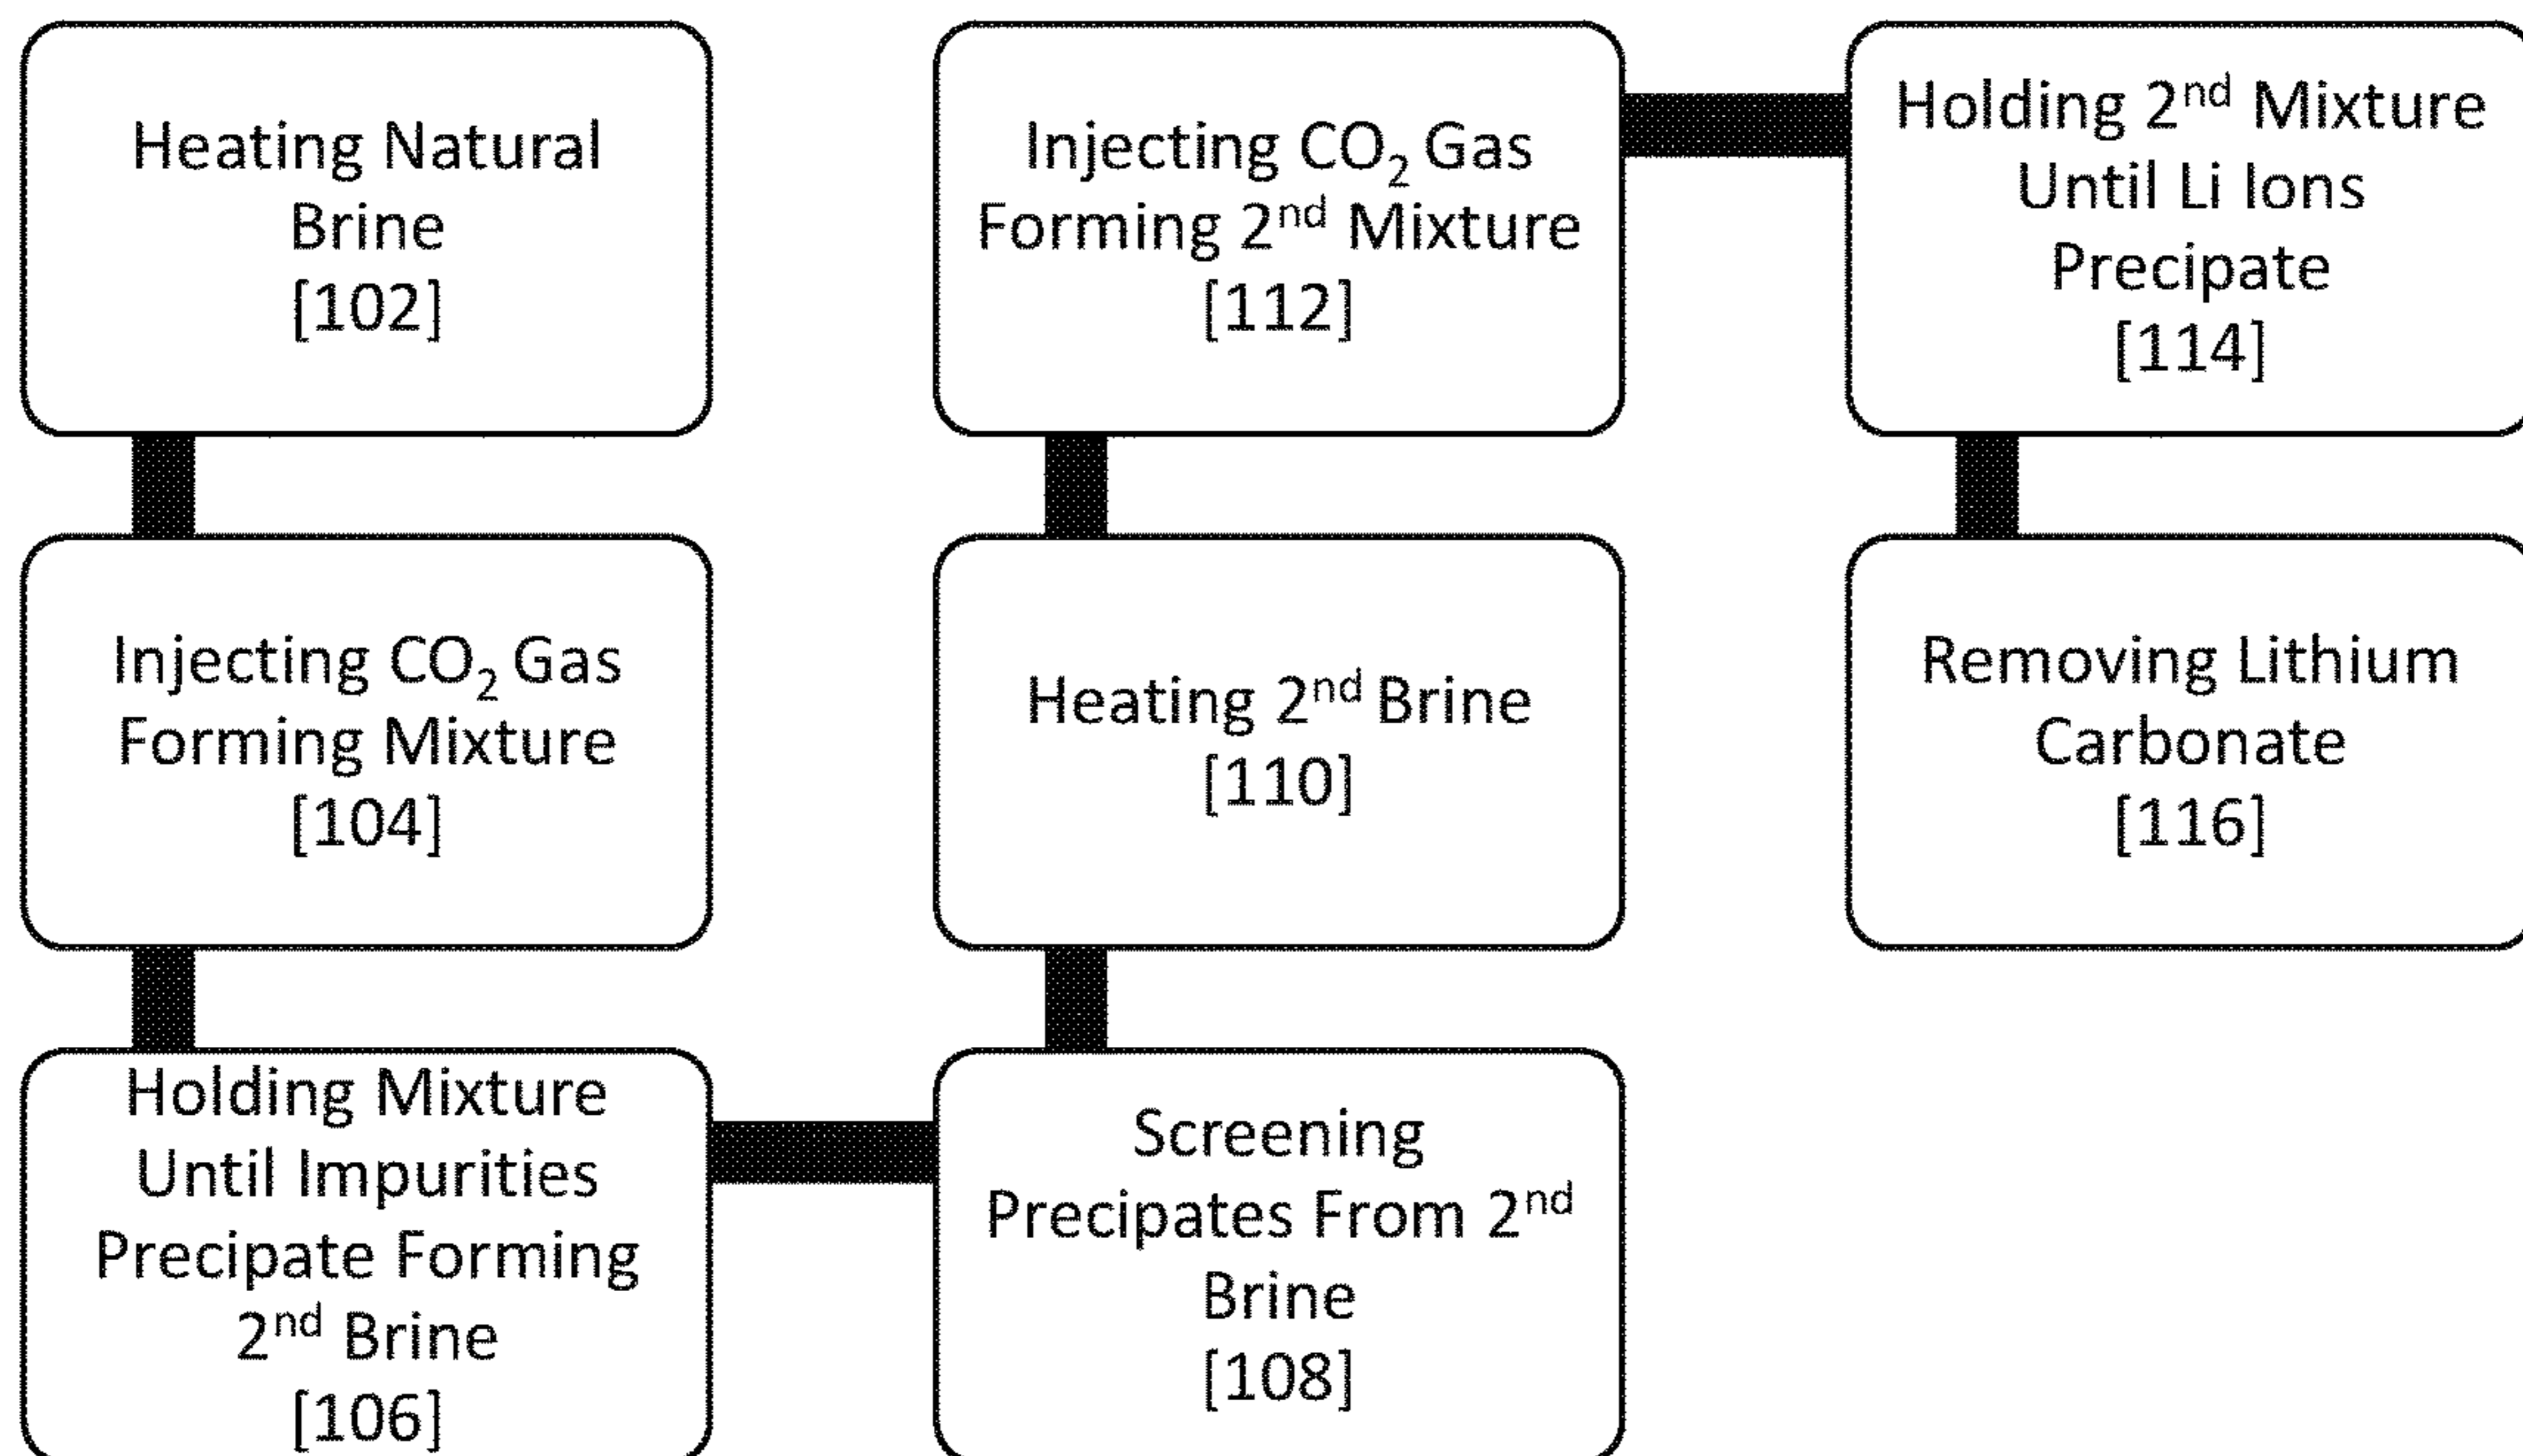 Heating Natural
Brine
[102]
Injecting CO₂ Gas
Forming Mixture
[104]
Holding Mixture
Until Impurities
Precipate Forming
2ⁿᵈ Brine
[106]
Screening
Precipates From 2ⁿᵈ
Brine
[108]
Heating 2ⁿᵈ Brine
[110]
Injecting CO₂ Gas
Forming 2ⁿᵈ Mixture
[112]
Holding 2ⁿᵈ Mixture
Until Li Ions
Precipate
[114]
Removing Lithium
Carbonate
[116]